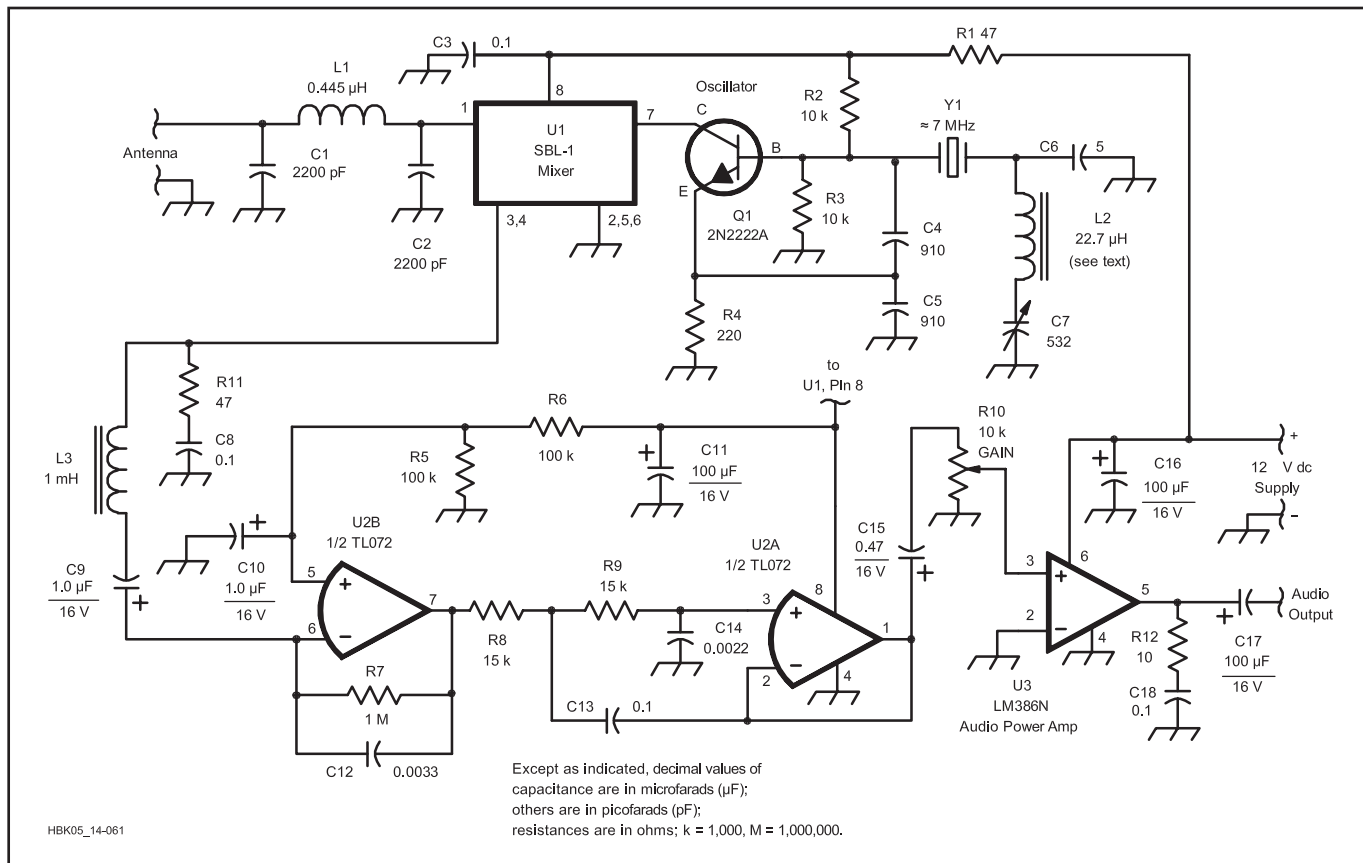 C3
0.1
R1 47
L1
0.445 µH
Oscillator
8
1
7
C
R2
10 k
Y1
≈ 7 MHz
U1
SBL-1
Mixer
B
C6
5
Antenna
C1
2200 pF
E
R3
10 k
3,4
2,5,6
Q1
2N2222A
C4
910
L2
22.7 µH
(see text)
C2
2200 pF
C5
910
R4
220
C7
532
to
U1, PIn 8
R11
47
R6
R10
10 k
GAIN
C8
0.1
L3
1 mH
R5
100 k
100 k
+
C11
100 µF
16 V
+
C16
100 µF
16 V
+
12 V dc
Supply
–
U2B
1/2 TL072
+
C15
0.47
16 V
+
U2A
1/2 TL072
C9
1.0 µF
16 V
+
C10
1.0 µF
16 V
5
+
7
6
–
R9
15 k
8
3
+
1
2
–
4
3
+
6
5
2
–
4
Audio
Output
R8
15 k
C14
0.0022
R12
10
+
C17
100 µF
16 V
R7
1 M
U3
LM386N
Audio Power Amp
C18
0.1
C13
0.1
C12
0.0033
Except as indicated, decimal values of
capacitance are in microfarads (µF);
others are in picofarads (pF);
resistances are in ohms; k = 1,000, M = 1,000,000.
HBK05_14-061